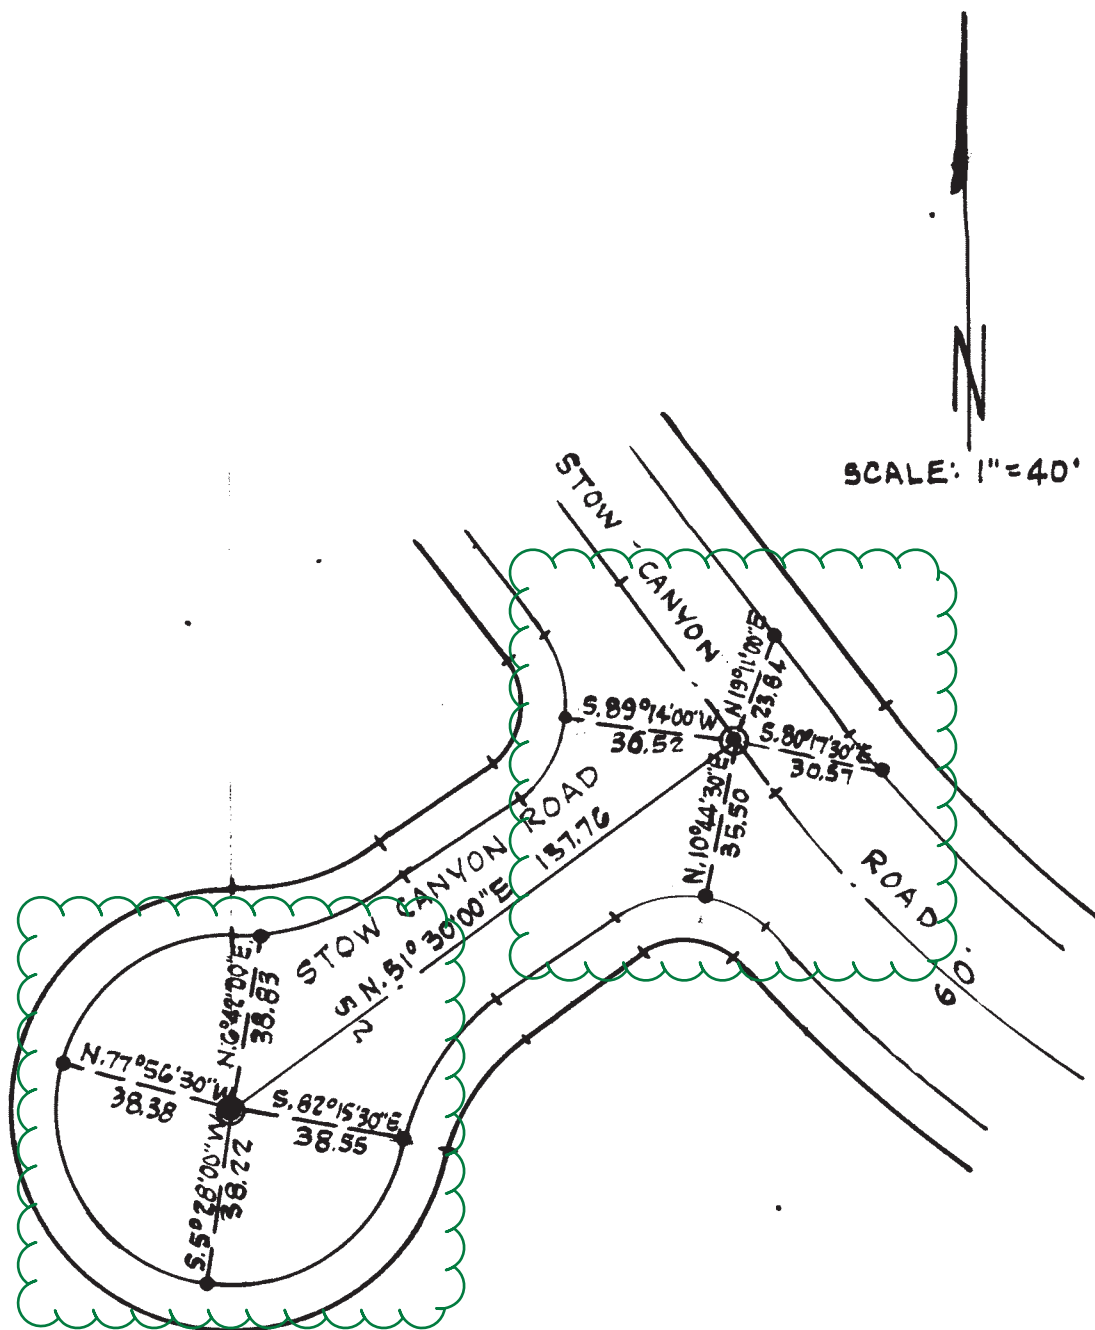 N
SCALE: 1"=40'
STOW CANYON
ROAD
60'
N19°11'00"E
23.84
S.89°14'00"W
36.52
S.80°17'30"E
30.57
N.10°44'30"E
35.50
STOW CANYON ROAD
N.51°30'00"E 137.76
52
N.6°42'00"E
38.83
N.77°56'30"W
38.38
S.82°15'30"E
38.55
S.5°28'00"W
38.22